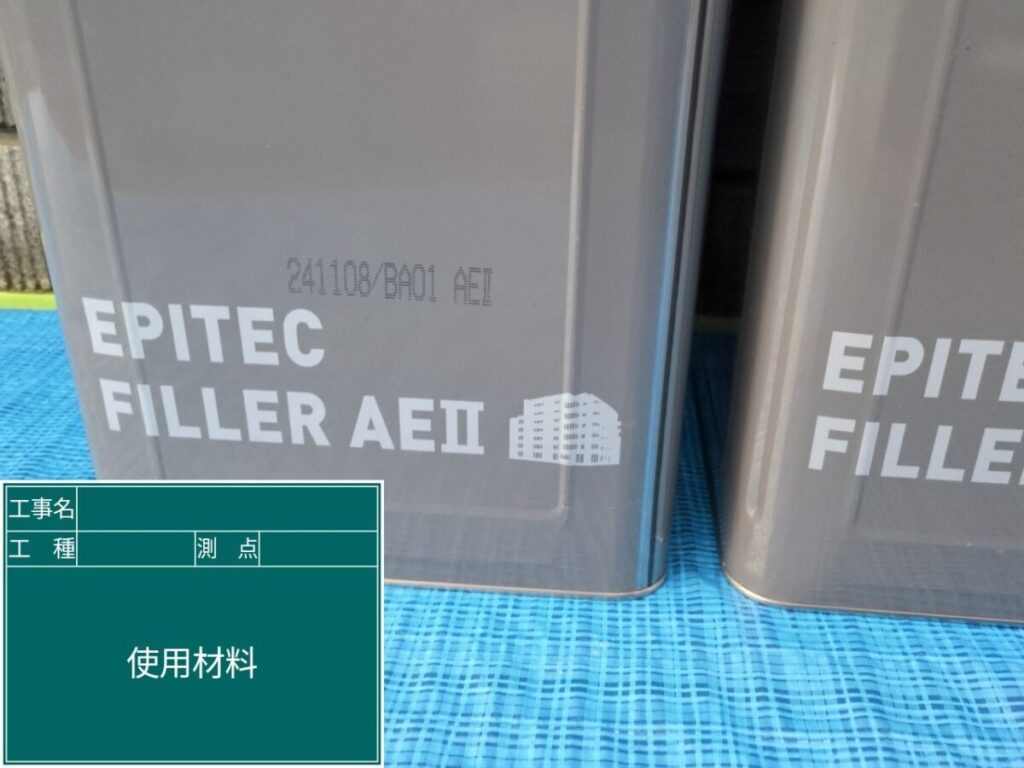 241108/BA01 AEⅡ
EPITEC
FILLER AEⅡ
EPITE
FILLE
工事名
工 種
測 点
使用材料